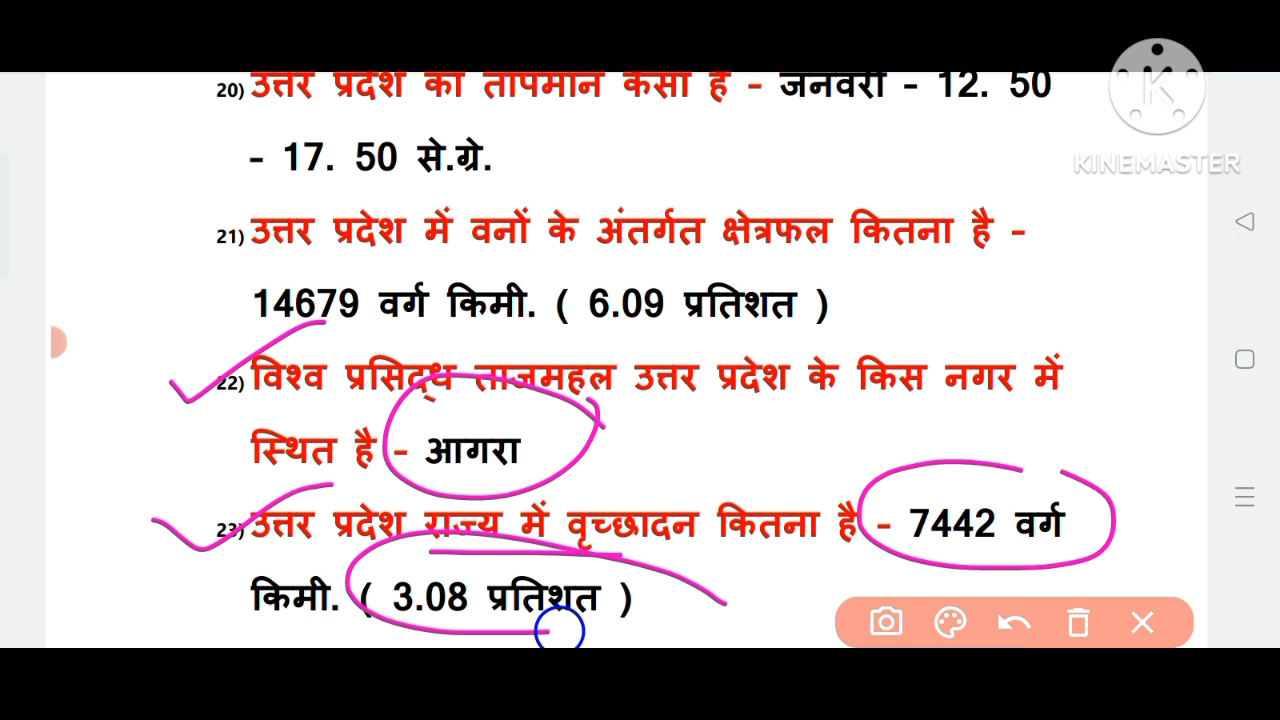 20) उत्तर प्रदेश का तापमान कैसा है - जनवरी - 12. 50
- 17. 50 से.ग्रे.
21) उत्तर प्रदेश में वनों के अंतर्गत क्षेत्रफल कितना है -
14679 वर्ग किमी. ( 6.09 प्रतिशत )
22) विश्व प्रसिद्ध ताजमहल उत्तर प्रदेश के किस नगर में
स्थित है - आगरा
23) उत्तर प्रदेश राज्य में वृच्छादन कितना है - 7442 वर्ग
किमी. ( 3.08 प्रतिशत )
K
KINEMASTER